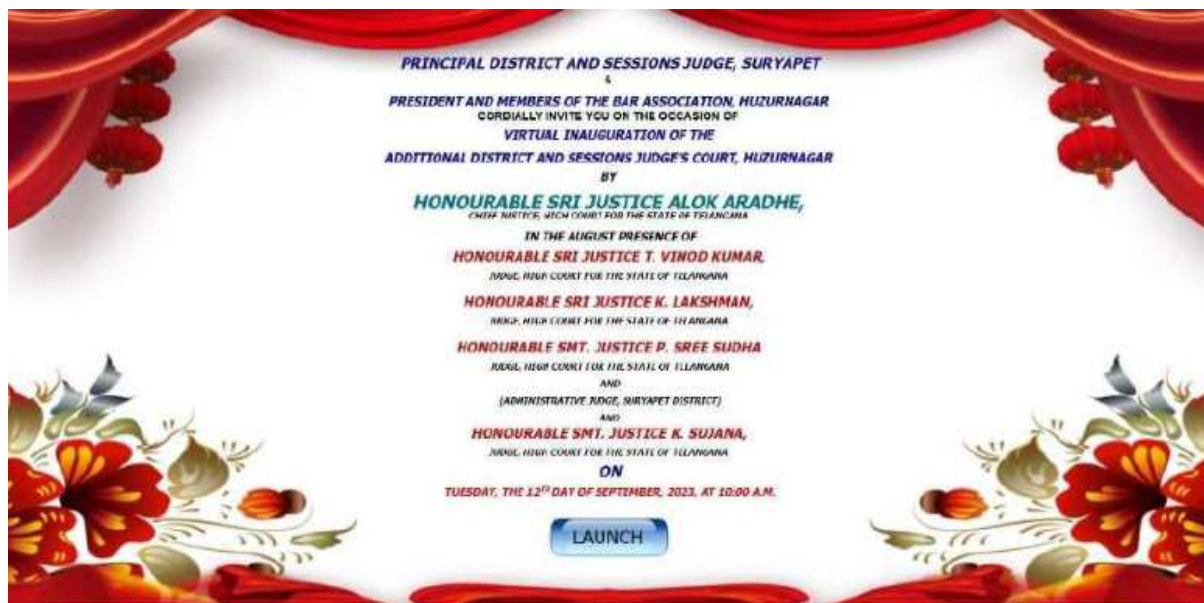 PRINCIPAL DISTRICT AND SESSIONS JUDGE, SURYAPET
&
PRESIDENT AND MEMBERS OF THE BAR ASSOCIATION, HUZURNAGAR
CORDIALLY INVITE YOU ON THE OCCASION OF
VIRTUAL INAUGURATION OF THE
ADDITIONAL DISTRICT AND SESSIONS JUDGE'S COURT, HUZURNAGAR
BY
HONOURABLE SRI JUSTICE ALOK ARADHE,
CHIEF JUSTICE, HIGH COURT FOR THE STATE OF TELANGANA
IN THE AUGUST PRESENCE OF
HONOURABLE SRI JUSTICE T. VINOD KUMAR,
JUDGE, HIGH COURT FOR THE STATE OF TELANGANA
HONOURABLE SRI JUSTICE K. LAKSHMAN,
JUDGE, HIGH COURT FOR THE STATE OF TELANGANA
HONOURABLE SMT. JUSTICE P. SREE SUDHA
JUDGE, HIGH COURT FOR THE STATE OF TELANGANA
AND
(ADMINISTRATIVE JUDGE, SURYAPET DISTRICT)
AND
HONOURABLE SMT. JUSTICE K. SUJANA,
JUDGE, HIGH COURT FOR THE STATE OF TELANGANA
ON
TUESDAY, THE 12TH DAY OF SEPTEMBER, 2023, AT 10:00 A.M.
LAUNCH